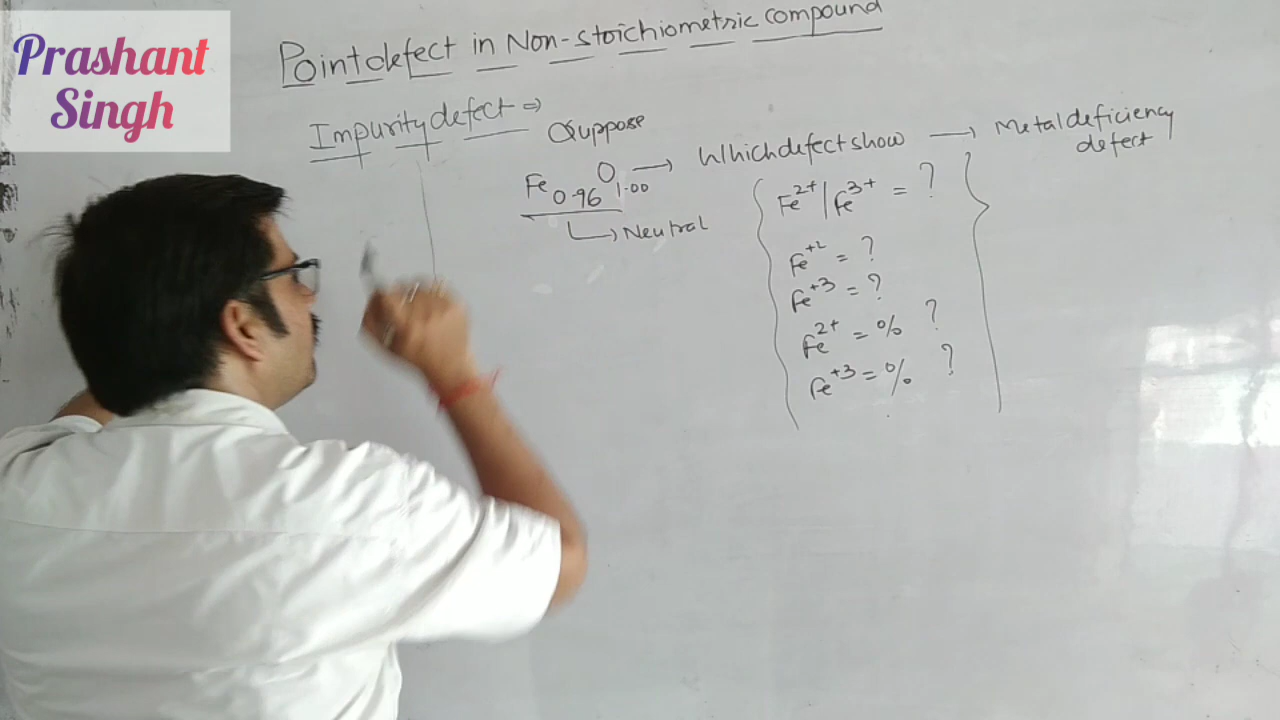 Prashant
Singh
Point defect in Non-stoichiometric compound
Impurity defect ⇒
Suppose
Fe0.96 O1.00 → Which defect show → Metal deficiency
defect
↳ Neutral
Fe2+ | Fe3+ = ?
Fe+2 = ?
Fe+3 = ?
Fe2+ = % ?
Fe+3 = % ?